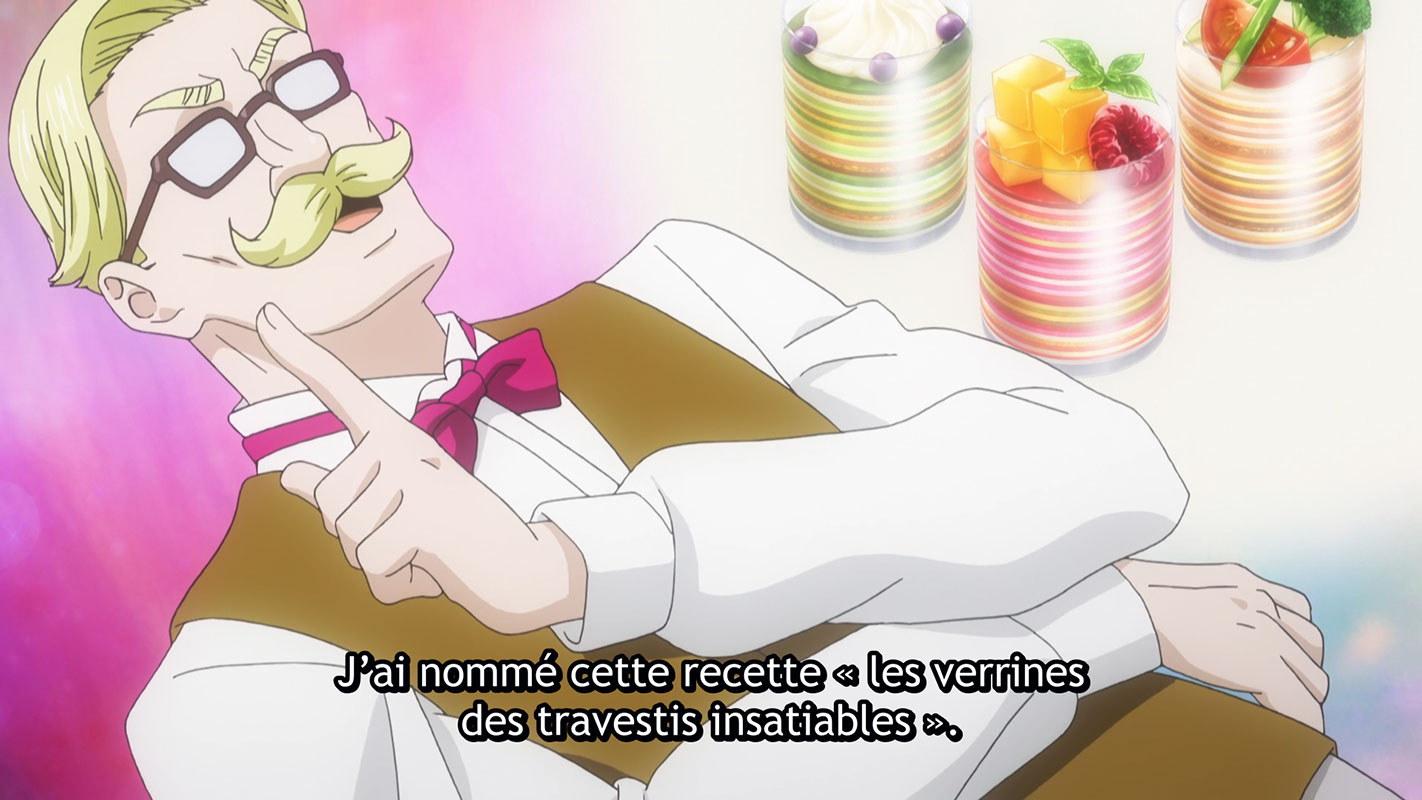 J’ai nommé cette recette « les verrines
des travestis insatiables ».